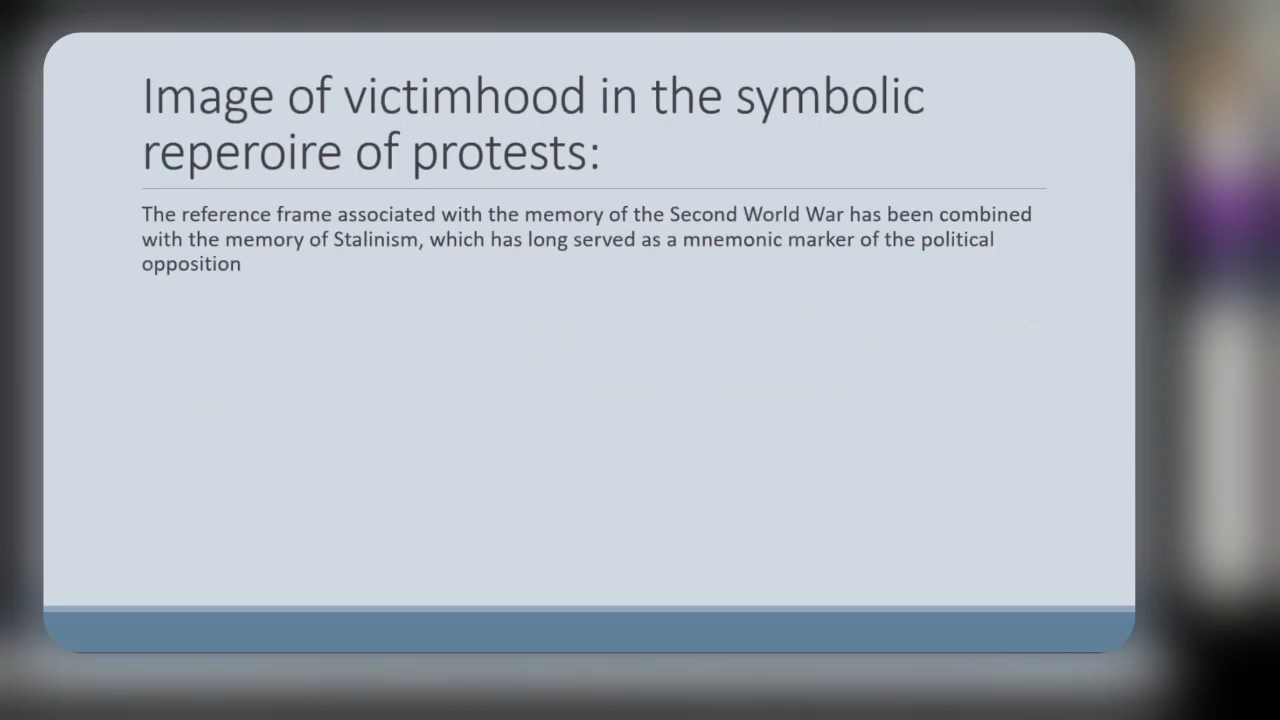 Image of victimhood in the symbolic
reperoire of protests:
The reference frame associated with the memory of the Second World War has been combined
with the memory of Stalinism, which has long served as a mnemonic marker of the political
opposition